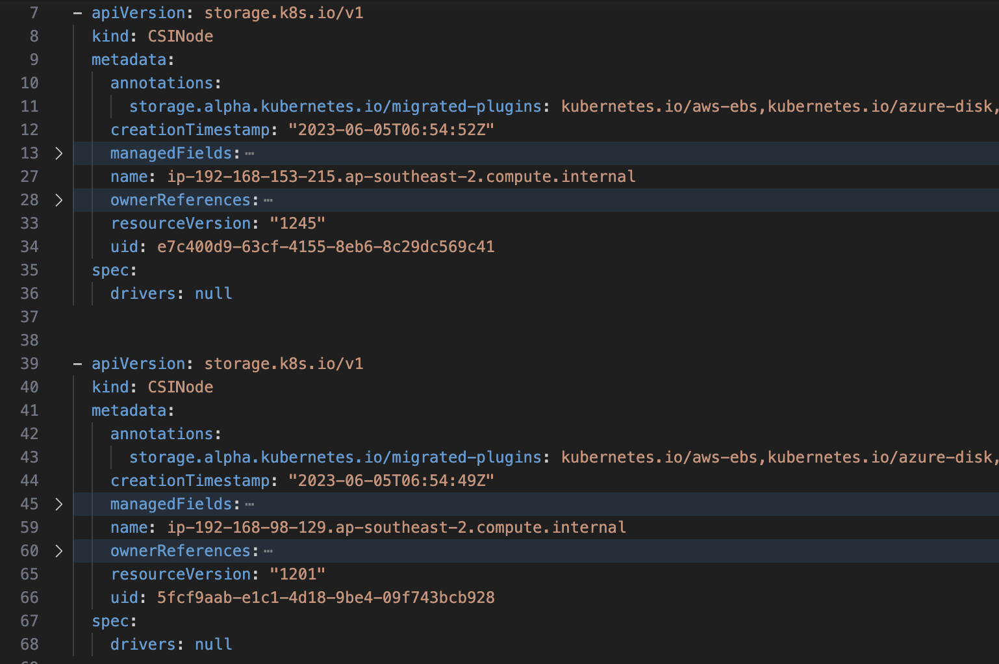 7 - apiVersion: storage.k8s.io/v1
8 kind: CSINode
9 metadata:
10 annotations:
11 storage.alpha.kubernetes.io/migrated-plugins: kubernetes.io/aws-ebs,kubernetes.io/azure-disk,
12 creationTimestamp: "2023-06-05T06:54:52Z"
13 > managedFields:⋯
27 name: ip-192-168-153-215.ap-southeast-2.compute.internal
28 > ownerReferences:⋯
33 resourceVersion: "1245"
34 uid: e7c400d9-63cf-4155-8eb6-8c29dc569c41
35 spec:
36 drivers: null
37
38
39 - apiVersion: storage.k8s.io/v1
40 kind: CSINode
41 metadata:
42 annotations:
43 storage.alpha.kubernetes.io/migrated-plugins: kubernetes.io/aws-ebs,kubernetes.io/azure-disk,
44 creationTimestamp: "2023-06-05T06:54:49Z"
45 > managedFields:⋯
59 name: ip-192-168-98-129.ap-southeast-2.compute.internal
60 > ownerReferences:⋯
65 resourceVersion: "1201"
66 uid: 5fcf9aab-e1c1-4d18-9be4-09f743bcb928
67 spec:
68 drivers: null